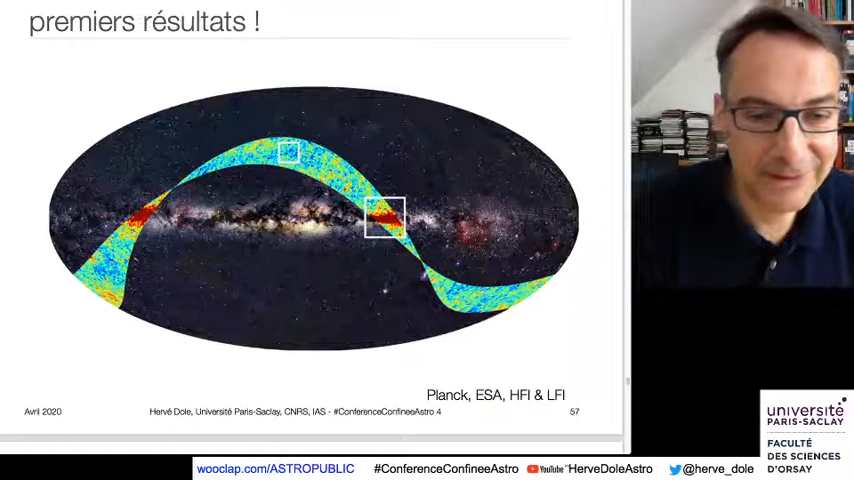 premiers résultats !
Planck, ESA, HFI & LFI
Avril 2020
Hervé Dole, Université Paris-Saclay, CNRS, IAS - #ConferenceConfineeAstro 4
57
université
PARIS-SACLAY
FACULTÉ
DES SCIENCES
D'ORSAY
wooclap.com/ASTROPUBLIC #ConferenceConfineeAstro YouTube HerveDoleAstro @herve_dole